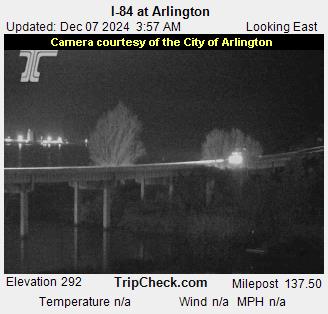 I-84 at Arlington
Updated: Dec 07 2024 3:57 AM Looking East
Camera courtesy of the City of Arlington
Elevation 292 TripCheck.com Milepost 137.50
Temperature n/a Wind n/a MPH n/a